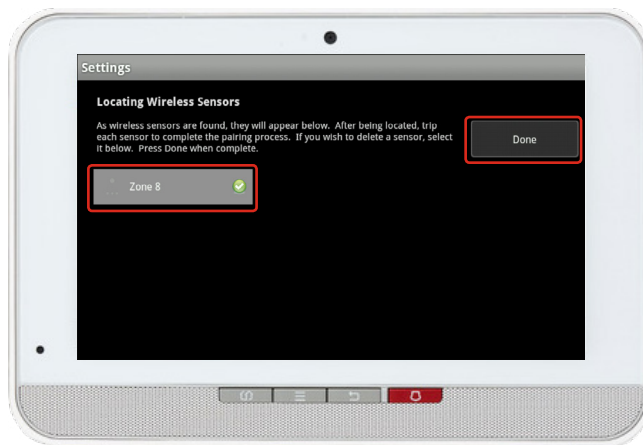 Settings
Locating Wireless Sensors
As wireless sensors are found, they will appear below. After being located, trip
each sensor to complete the pairing process. If you wish to delete a sensor, select
it below. Press Done when complete.
Done
Zone 8